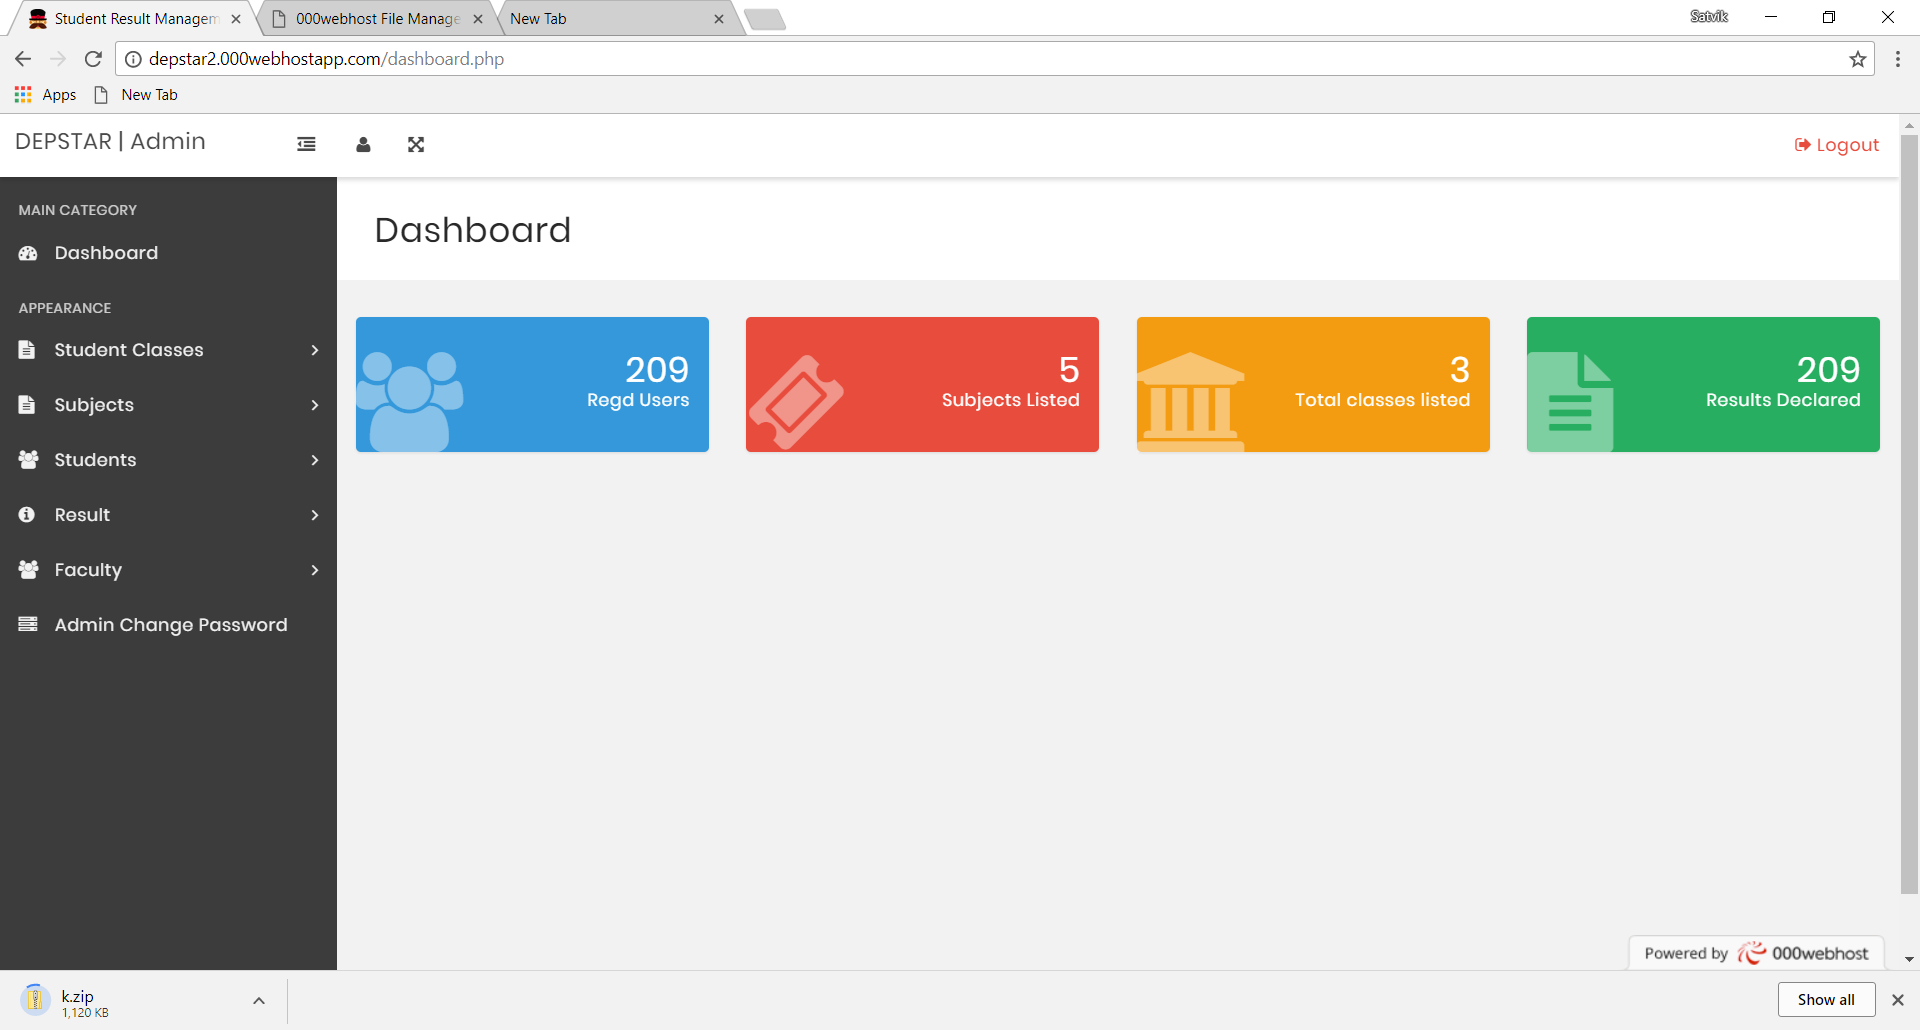 Student Result Managem
000webhost File Manage
New Tab
Satvik
depstar2.000webhostapp.com/dashboard.php
Apps
New Tab
DEPSTAR | Admin
Logout
MAIN CATEGORY
Dashboard
APPEARANCE
Student Classes
Subjects
Students
Result
Faculty
Admin Change Password
Dashboard
209
Regd Users
5
Subjects Listed
3
Total classes listed
209
Results Declared
Powered by 000webhost
k.zip
1,120 KB
Show all